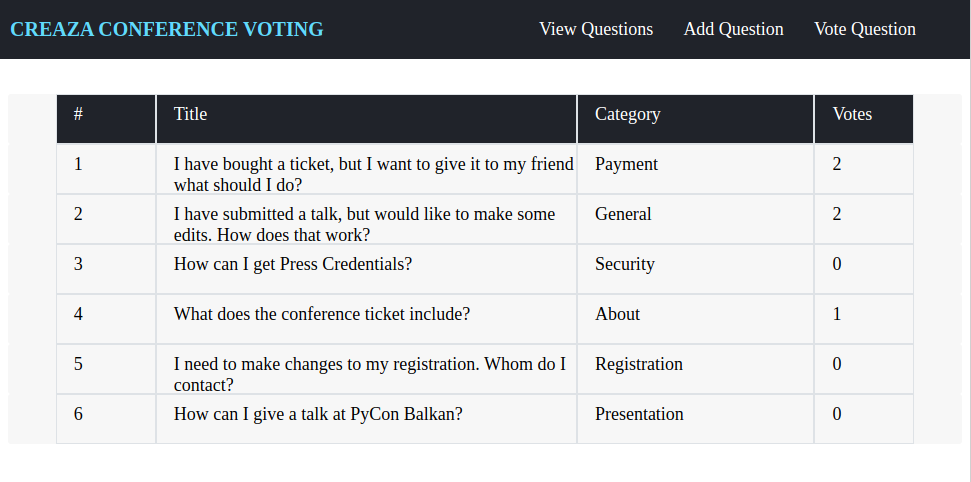 CREAZA CONFERENCE VOTING View Questions Add Question Vote Question
# Title Category Votes
1 I have bought a ticket, but I want to give it to my friend Payment 2
what should I do?
2 I have submitted a talk, but would like to make some General 2
edits. How does that work?
3 How can I get Press Credentials? Security 0
4 What does the conference ticket include? About 1
5 I need to make changes to my registration. Whom do I Registration 0
contact?
6 How can I give a talk at PyCon Balkan? Presentation 0